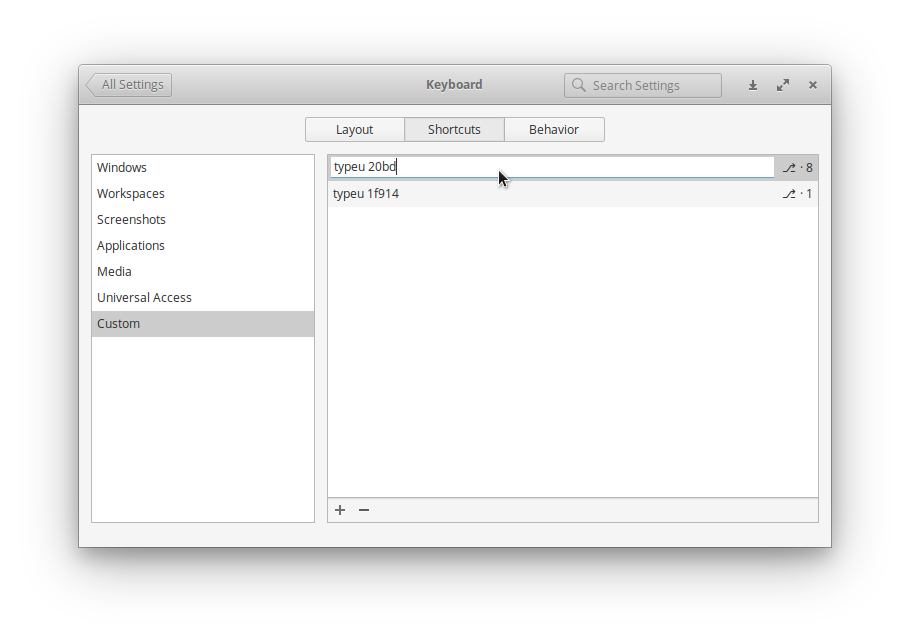 All Settings
Keyboard
Search Settings
Layout
Shortcuts
Behavior
Windows
Workspaces
Screenshots
Applications
Media
Universal Access
Custom
typeu 20bd ⎇ · 8
typeu 1f914 ⎇ · 1